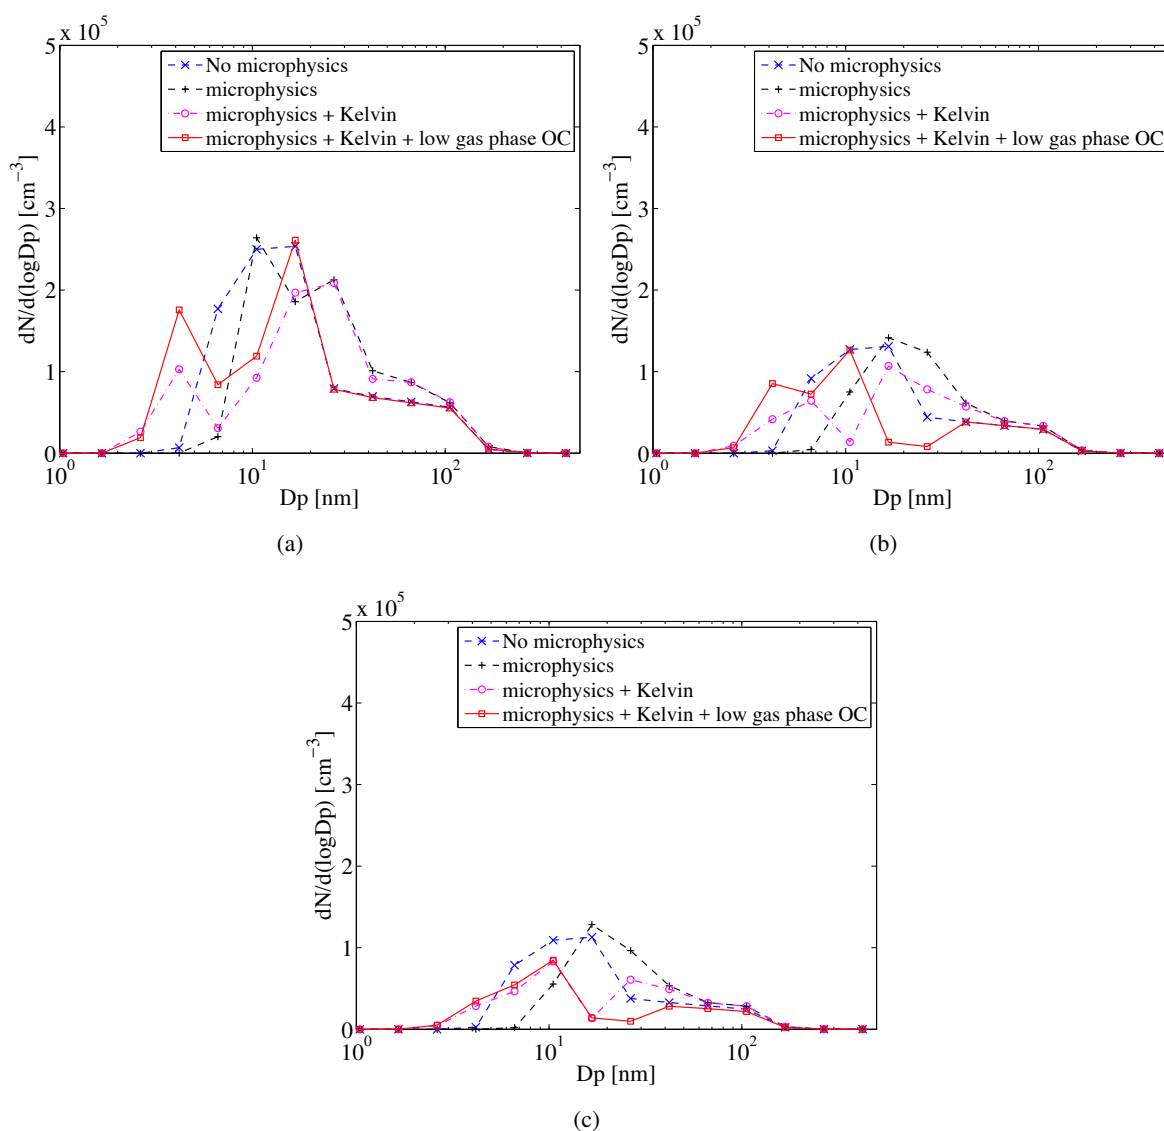 x 10^5
5
4
3
2
1
0
dN/d(logDp) [cm^−3]
No microphysics
microphysics
microphysics + Kelvin
microphysics + Kelvin + low gas phase OC
10^0
10^1
10^2
Dp [nm]
(a)
x 10^5
5
4
3
2
1
0
dN/d(logDp) [cm^−3]
No microphysics
microphysics
microphysics + Kelvin
microphysics + Kelvin + low gas phase OC
10^0
10^1
10^2
Dp [nm]
(b)
x 10^5
5
4
3
2
1
0
dN/d(logDp) [cm^−3]
No microphysics
microphysics
microphysics + Kelvin
microphysics + Kelvin + low gas phase OC
10^0
10^1
10^2
Dp [nm]
(c)